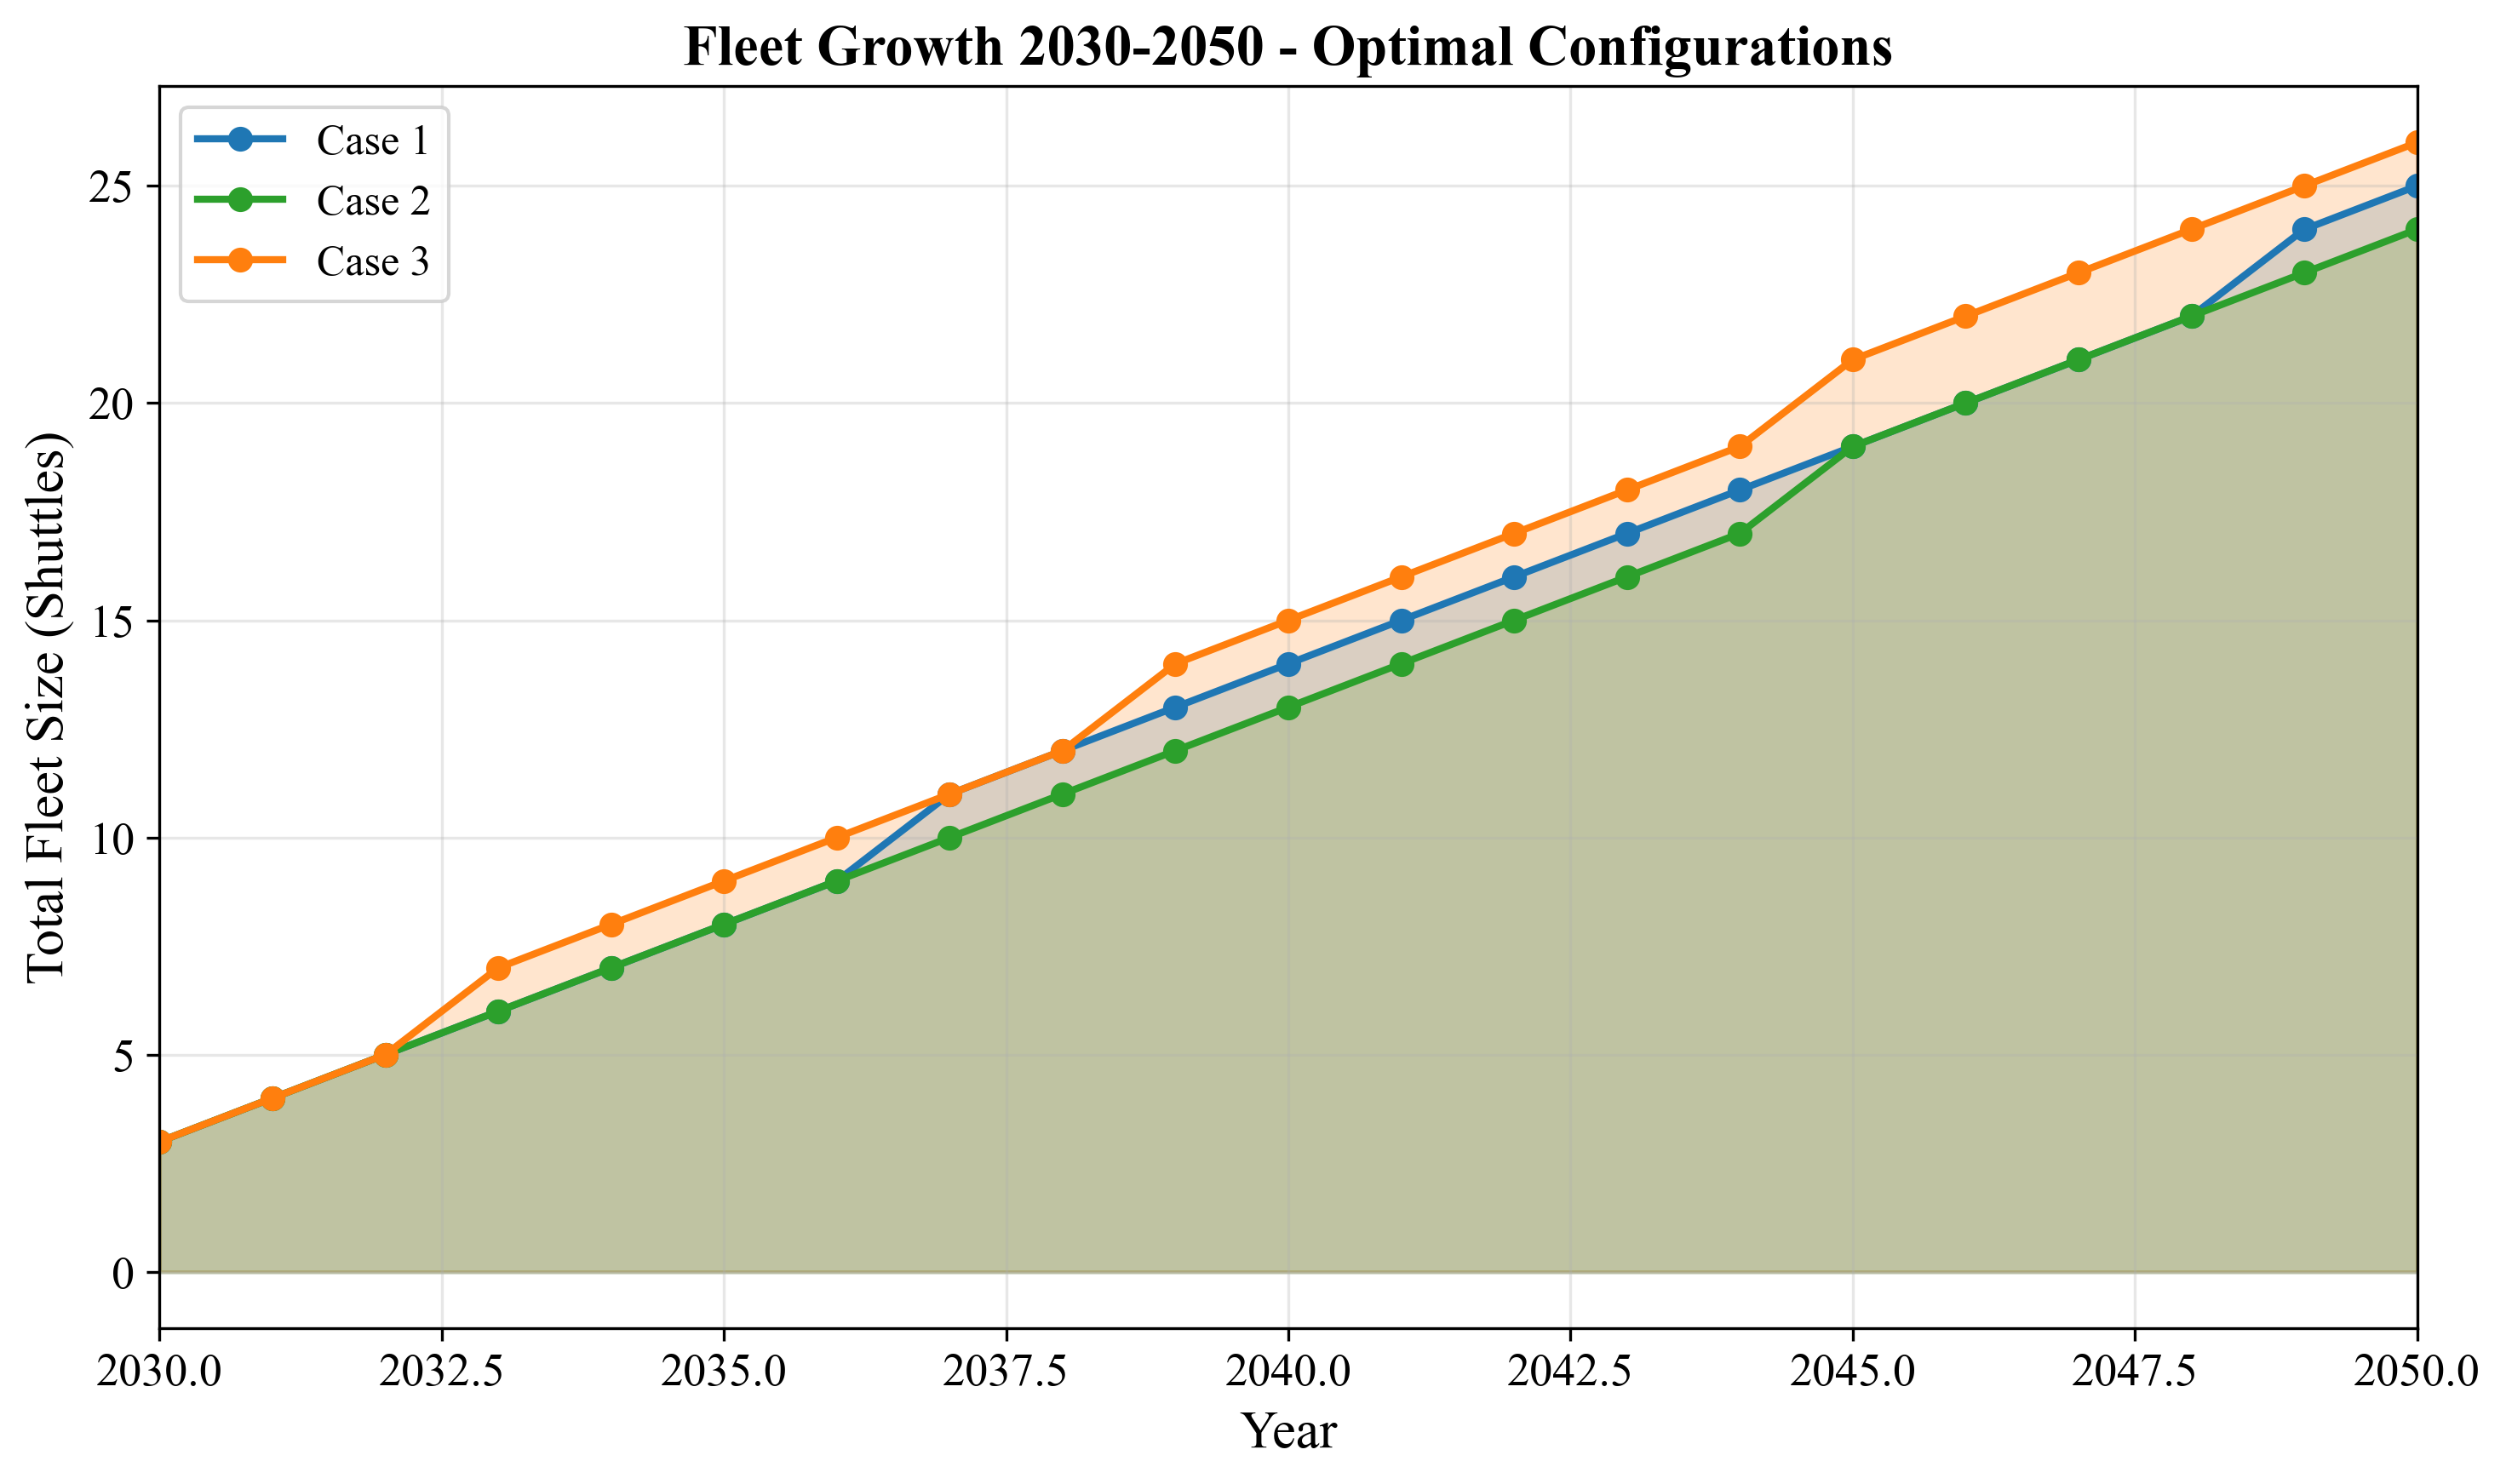 Fleet Growth 2030-2050 - Optimal Configurations
Case 1
Case 2
Case 3
Total Fleet Size (Shuttles)
25
20
15
10
5
0
2030.0 2032.5 2035.0 2037.5 2040.0 2042.5 2045.0 2047.5 2050.0
Year